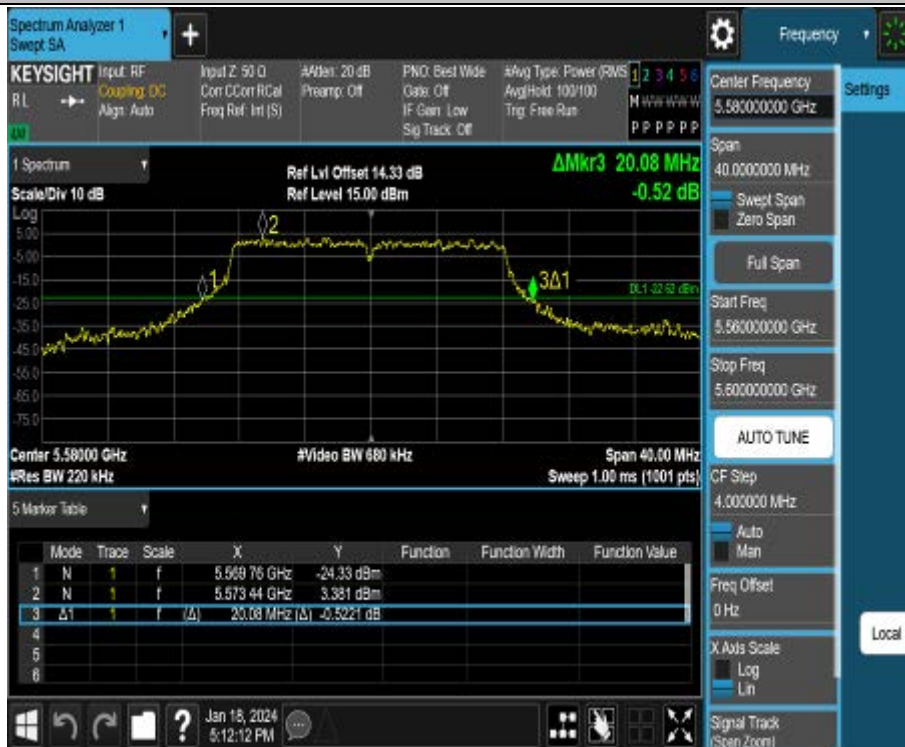 Spectrum Analyzer 1
Swept SA
+
Frequency
KEYSIGHT
RL
Input: RF
Coupling: DC
Align: Auto
Input Z: 50 Ω
Corr CCorr RCal
Freq Ref: Int (S)
#Atten: 20 dB
Preamp: Off
PNO: Best Wide
Gate: Off
IF Gain: Low
Sig Track: Off
#Avg Type: Power (RMS
Avg|Hold: 100/100
Trig: Free Run
1 2 3 4 5 6
M W W W W W
P P P P P P
1 Spectrum
Scale/Div 10 dB
Ref Lvl Offset 14.33 dB
Ref Level 15.00 dBm
ΔMkr3 20.08 MHz
-0.52 dB
Log
5.00
-5.00
-15.0
-25.0
-35.0
-45.0
-55.0
-65.0
-75.0
2
1
3Δ1
DL1 -22.62 dBm
Center 5.58000 GHz
#Res BW 220 kHz
#Video BW 680 kHz
Span 40.00 MHz
Sweep 1.00 ms (1001 pts)
5 Marker Table
Mode Trace Scale X Y Function Function Width Function Value
1 N 1 f 5.569 76 GHz -24.33 dBm
2 N 1 f 5.573 44 GHz 3.381 dBm
3 Δ1 1 f (Δ) 20.08 MHz (Δ) -0.5221 dB
4
5
6
Jan 18, 2024
5:12:12 PM
Center Frequency
5.580000000 GHz
Span
40.0000000 MHz
Swept Span
Zero Span
Full Span
Start Freq
5.560000000 GHz
Stop Freq
5.600000000 GHz
AUTO TUNE
CF Step
4.000000 MHz
Auto
Man
Freq Offset
0 Hz
X Axis Scale
Log
Lin
Signal Track
(Span Zoom)
Settings
Local